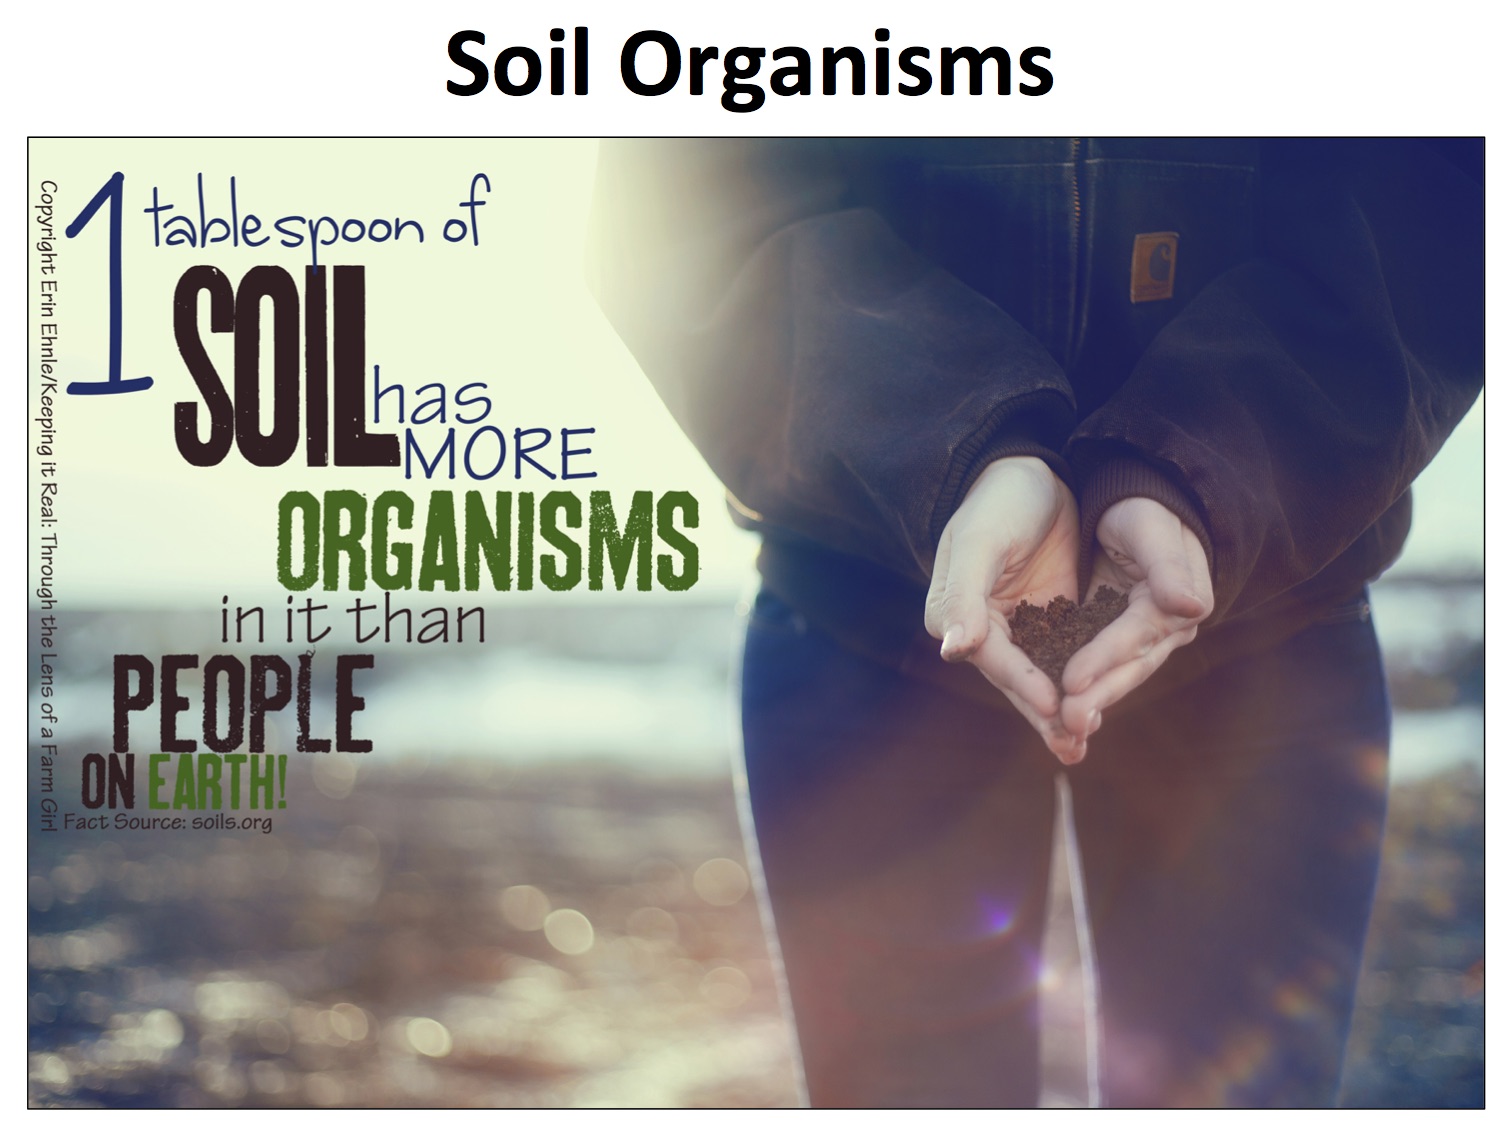 Soil Organisms
1 tablespoon of
SOIL has
MORE
ORGANISMS
in it than
PEOPLE
ON EARTH!
Fact Source: soils.org
Copyright Erin Ehnle/Keeping it Real: Through the Lens of a Farm Girl